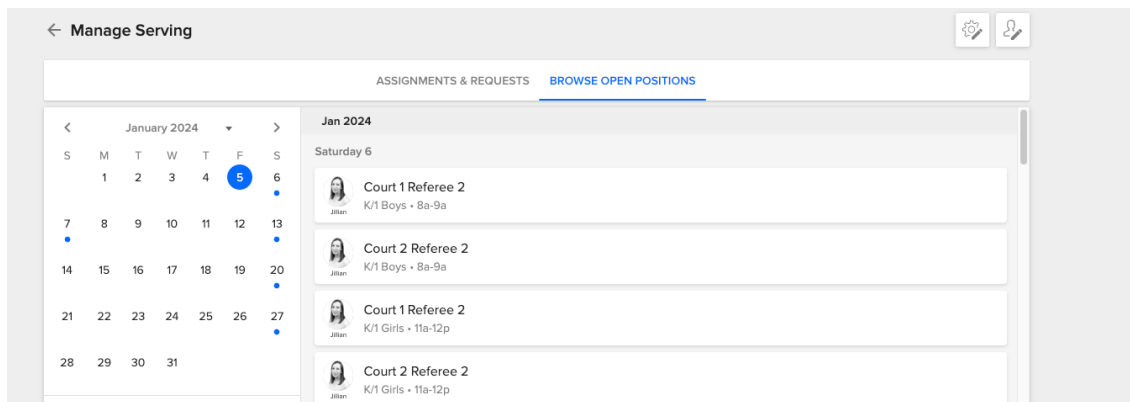 Manage Serving
ASSIGNMENTS & REQUESTS BROWSE OPEN POSITIONS
January 2024
S M T W T F S
1 2 3 4 5 6
7 8 9 10 11 12 13
14 15 16 17 18 19 20
21 22 23 24 25 26 27
28 29 30 31
Jan 2024
Saturday 6
Court 1 Referee 2
K/1 Boys • 8a-9a
Jillian
Court 2 Referee 2
K/1 Boys • 8a-9a
Jillian
Court 1 Referee 2
K/1 Girls • 11a-12p
Jillian
Court 2 Referee 2
K/1 Girls • 11a-12p
Jillian